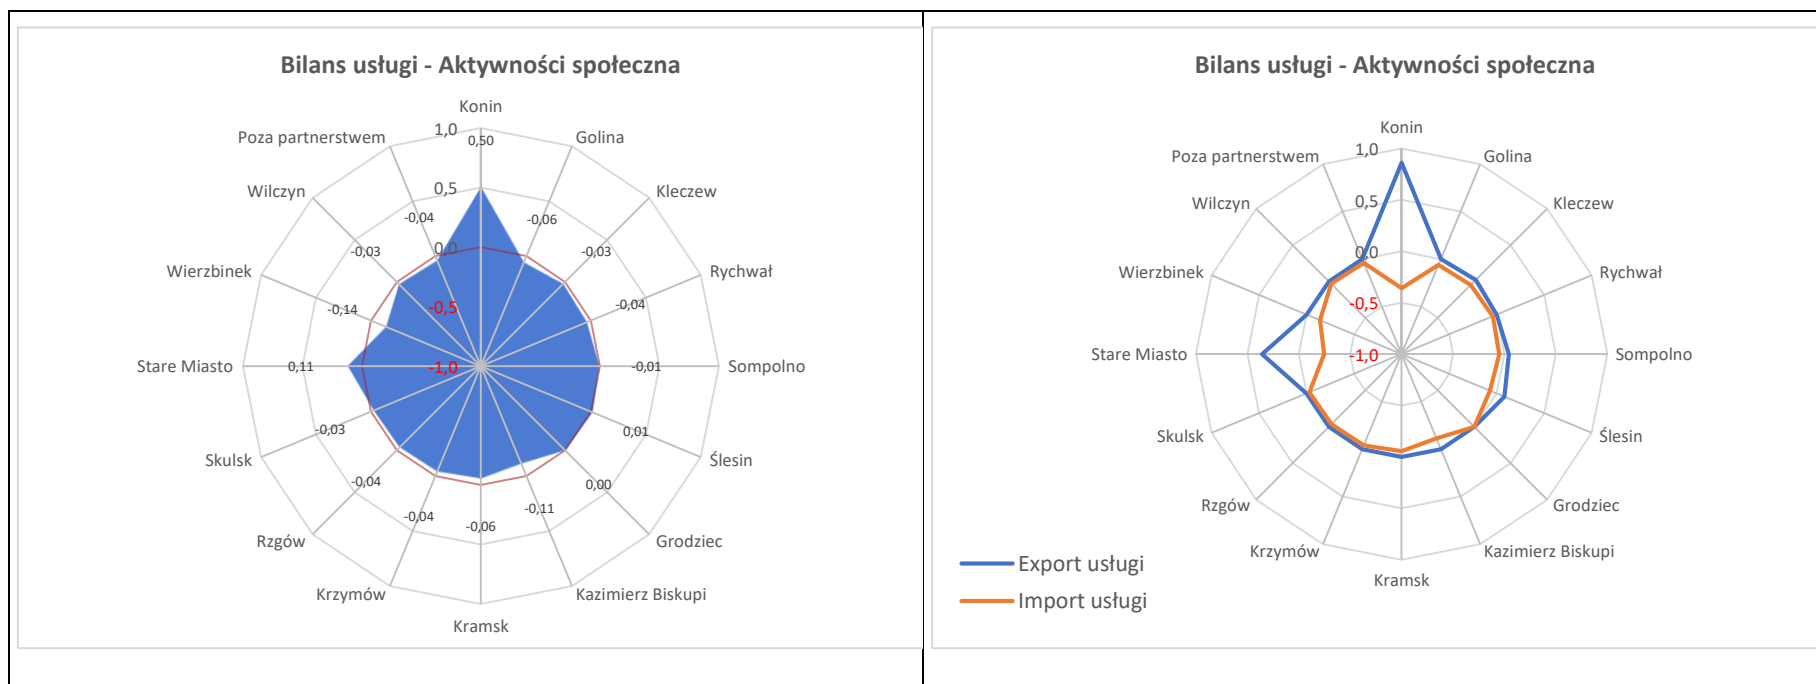 Bilans usługi - Aktywności społeczna
Konin
1,0
0,50
Poza partnerstwem
Golina
Wilczyn
Kleczew
0,5
-0,04
-0,06
-0,03
0,0
-0,03
Wierzbinek
Rychwał
-0,14
-0,5
-0,04
Stare Miasto
0,11
-1,0
-0,01
Sompolno
-0,03
0,01
Skulsk
Ślesin
-0,04
0,00
-0,04
-0,11
-0,06
Rzgów
Grodziec
Krzymów
Kazimierz Biskupi
Kramsk
Bilans usługi - Aktywności społeczna
Konin
1,0
Poza partnerstwem
Golina
Wilczyn
0,5
Kleczew
0,0
Wierzbinek
Rychwał
-0,5
Stare Miasto
-1,0
Sompolno
Skulsk
Ślesin
Rzgów
Grodziec
Krzymów
Kazimierz Biskupi
Kramsk
Export usługi
Import usługi